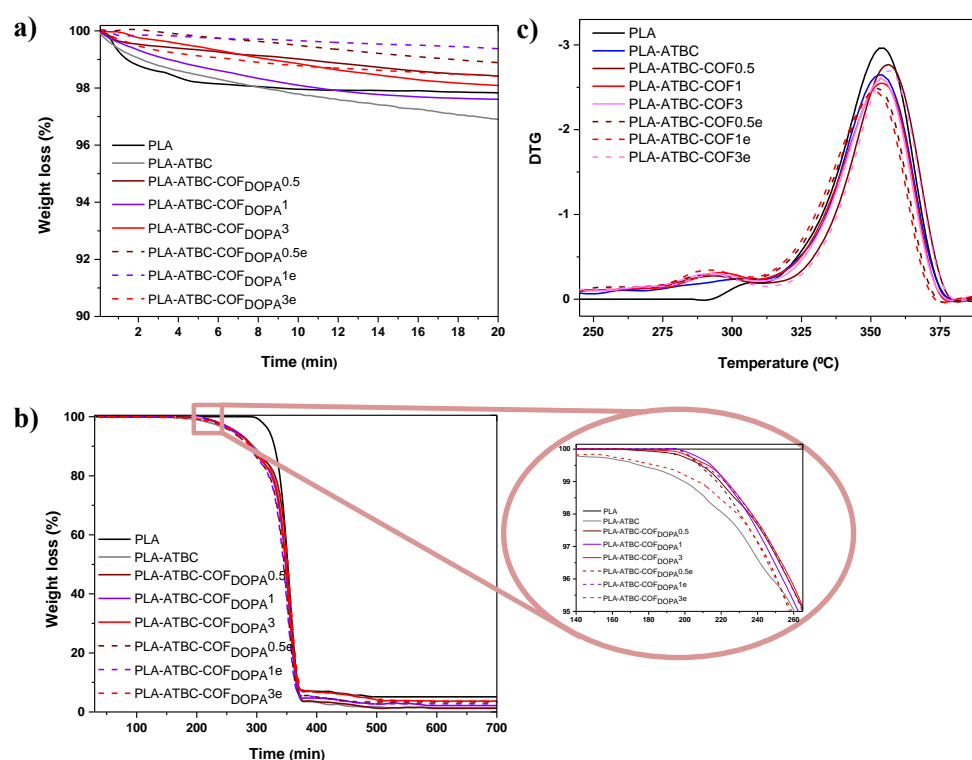 a)
Weight loss (%)
100
98
96
94
92
90
2
4
6
8
10
12
14
16
18
20
Time (min)
PLA
PLA-ATBC
PLA-ATBC-COFDOPA0.5
PLA-ATBC-COFDOPA1
PLA-ATBC-COFDOPA3
PLA-ATBC-COFDOPA0.5e
PLA-ATBC-COFDOPA1e
PLA-ATBC-COFDOPA3e
c)
DTG
-3
-2
-1
0
250
275
300
325
350
375
Temperature (ºC)
PLA
PLA-ATBC
PLA-ATBC-COF0.5
PLA-ATBC-COF1
PLA-ATBC-COF3
PLA-ATBC-COF0.5e
PLA-ATBC-COF1e
PLA-ATBC-COF3e
b)
Weight loss (%)
100
80
60
40
20
0
100
200
300
400
500
600
700
Time (min)
PLA
PLA-ATBC
PLA-ATBC-COFDOPA0.5
PLA-ATBC-COFDOPA1
PLA-ATBC-COFDOPA3
PLA-ATBC-COFDOPA0.5e
PLA-ATBC-COFDOPA1e
PLA-ATBC-COFDOPA3e
100
99
98
97
96
95
140
160
180
200
220
240
260
PLA
PLA-ATBC
PLA-ATBC-COFDOPA0.5
PLA-ATBC-COFDOPA1
PLA-ATBC-COFDOPA3
PLA-ATBC-COFDOPA0.5e
PLA-ATBC-COFDOPA1e
PLA-ATBC-COFDOPA3e